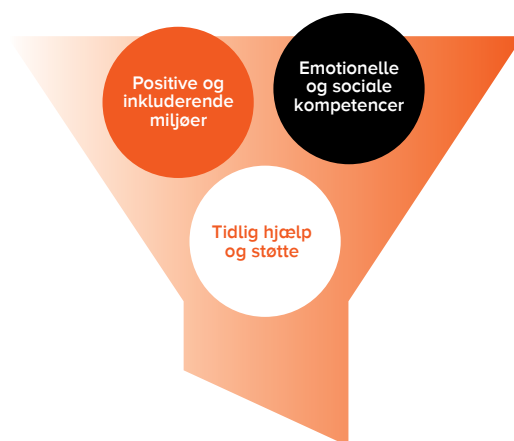 Positive og
inkluderende
miljøer
Emotionelle
og sociale
kompetencer
Tidlig hjælp
og støtte